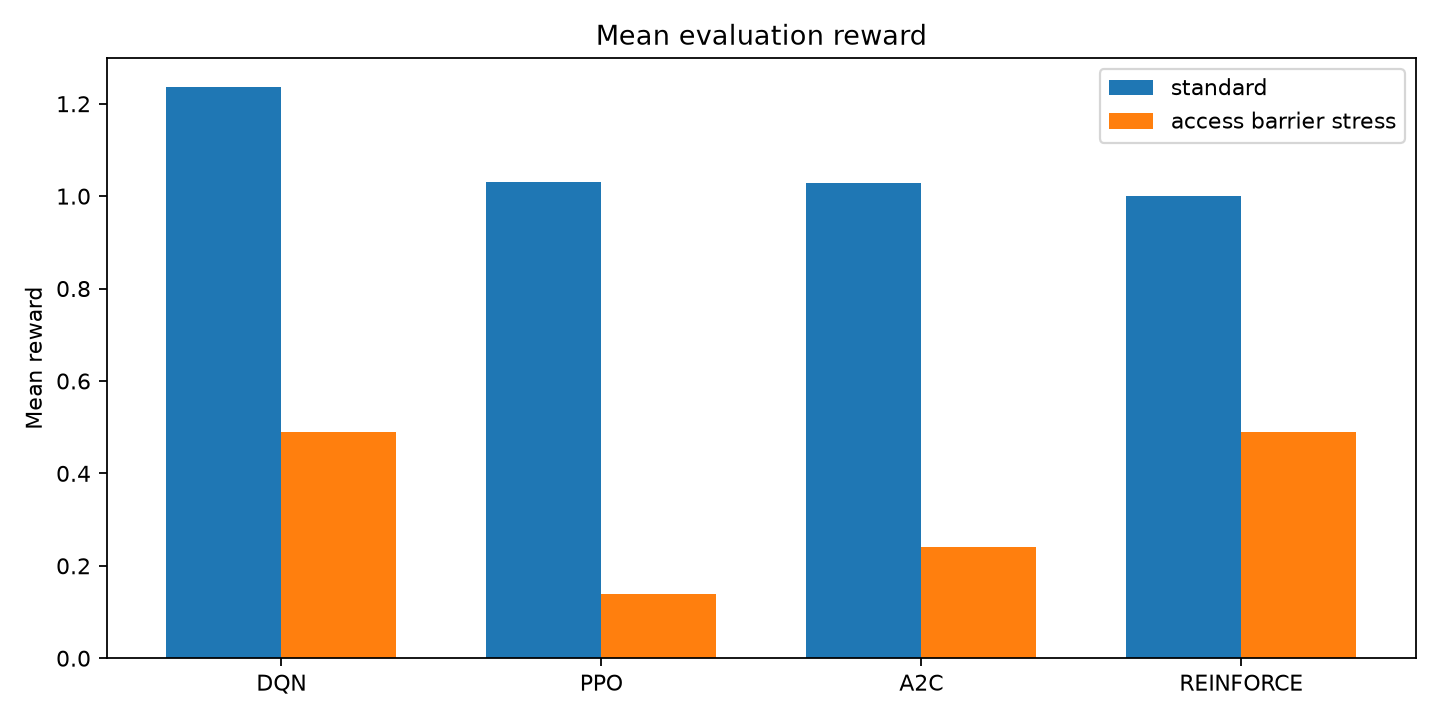 Mean evaluation reward
standard
access barrier stress
Mean reward
1.2
1.0
0.8
0.6
0.4
0.2
0.0
DQN
PPO
A2C
REINFORCE